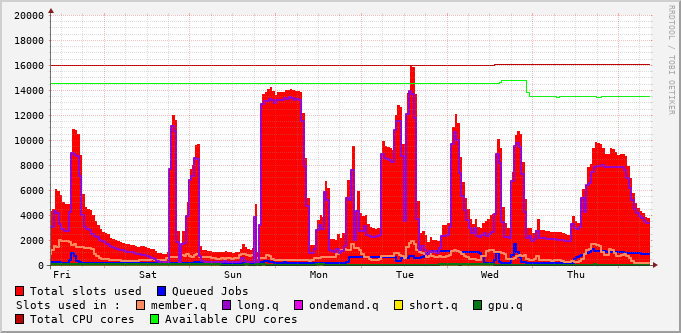 20000
18000
16000
14000
12000
10000
8000
6000
4000
2000
0
Fri Sat Sun Mon Tue Wed Thu
RRDTOOL / TOBI OETIKER
Total slots used Queued Jobs
Slots used in : member.q long.q ondemand.q short.q gpu.q
Total CPU cores Available CPU cores